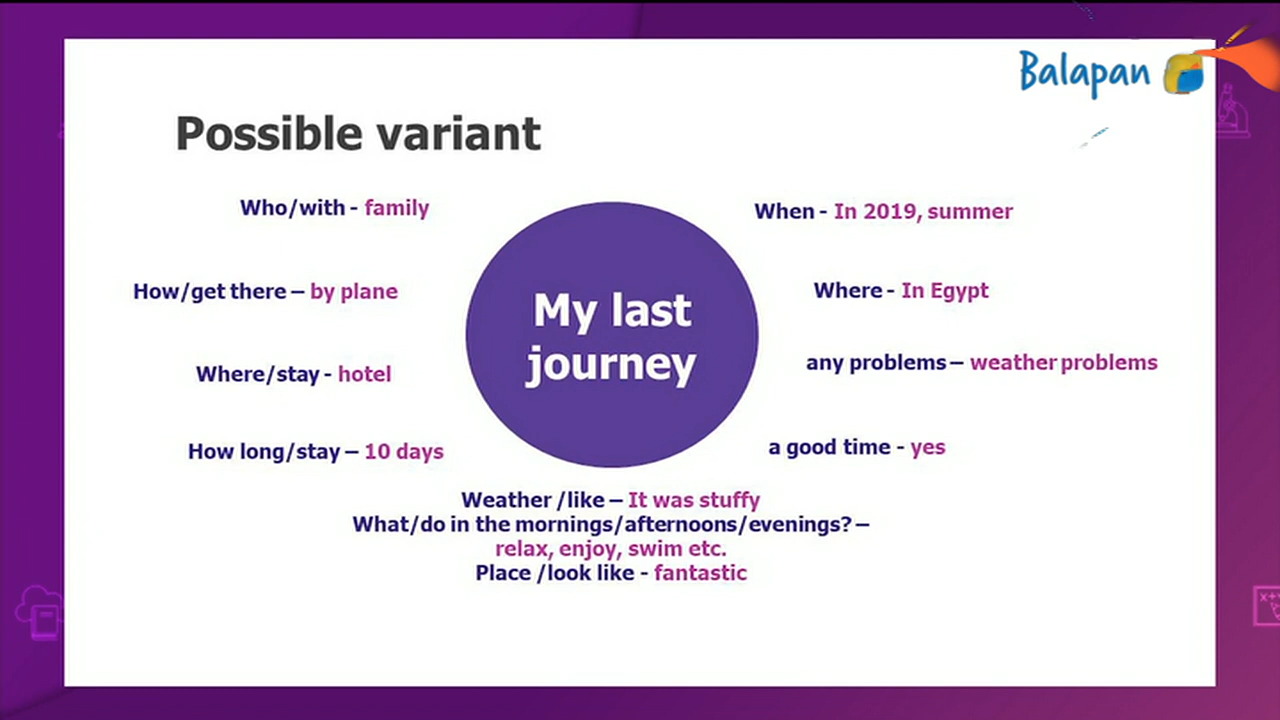 Balapan
Possible variant
Who/with - family
When - In 2019, summer
How/get there – by plane
Where - In Egypt
My last
journey
Where/stay - hotel
any problems – weather problems
How long/stay – 10 days
a good time - yes
Weather /like – It was stuffy
What/do in the mornings/afternoons/evenings? –
relax, enjoy, swim etc.
Place /look like - fantastic